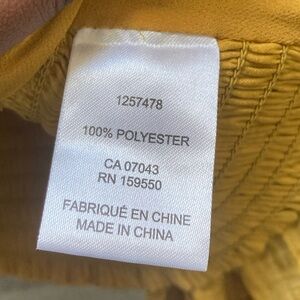 1257478
100% POLYESTER
CA 07043
RN 159550
FABRIQUÉ EN CHINE
MADE IN CHINA